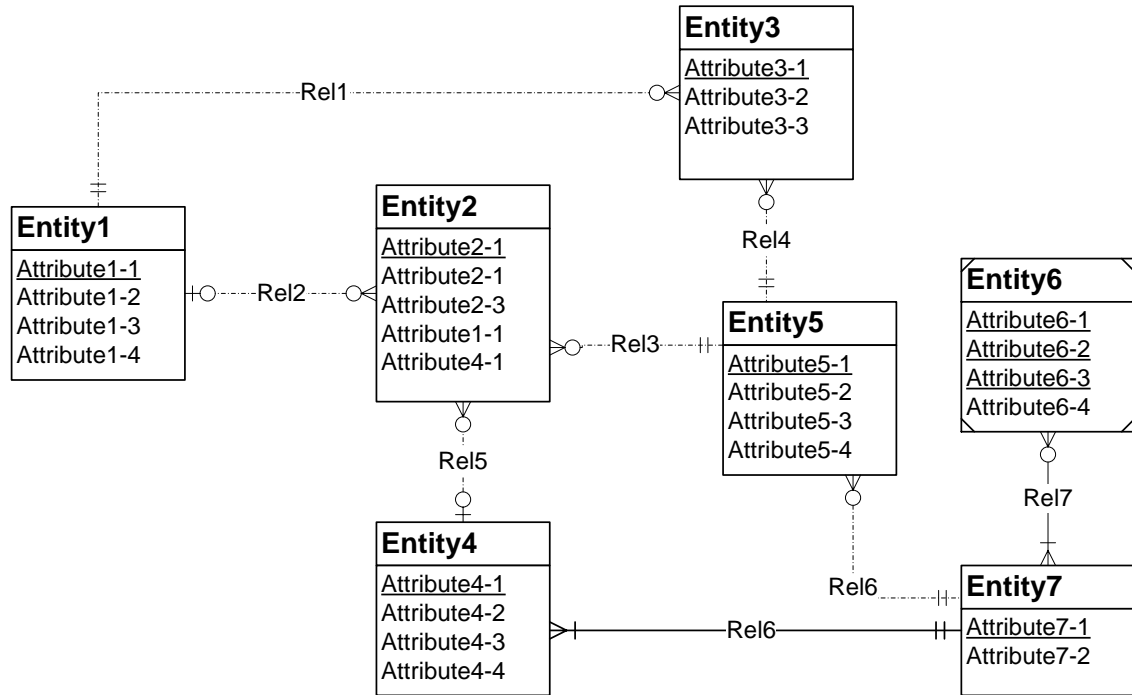 Entity3
Attribute3-1
Attribute3-2
Attribute3-3
Rel1
Entity1
Attribute1-1
Attribute1-2
Attribute1-3
Attribute1-4
Rel2
Entity2
Attribute2-1
Attribute2-1
Attribute2-3
Attribute1-1
Attribute4-1
Rel4
Rel3
Entity5
Attribute5-1
Attribute5-2
Attribute5-3
Attribute5-4
Entity6
Attribute6-1
Attribute6-2
Attribute6-3
Attribute6-4
Rel5
Rel7
Entity4
Attribute4-1
Attribute4-2
Attribute4-3
Attribute4-4
Rel6
Rel6
Entity7
Attribute7-1
Attribute7-2